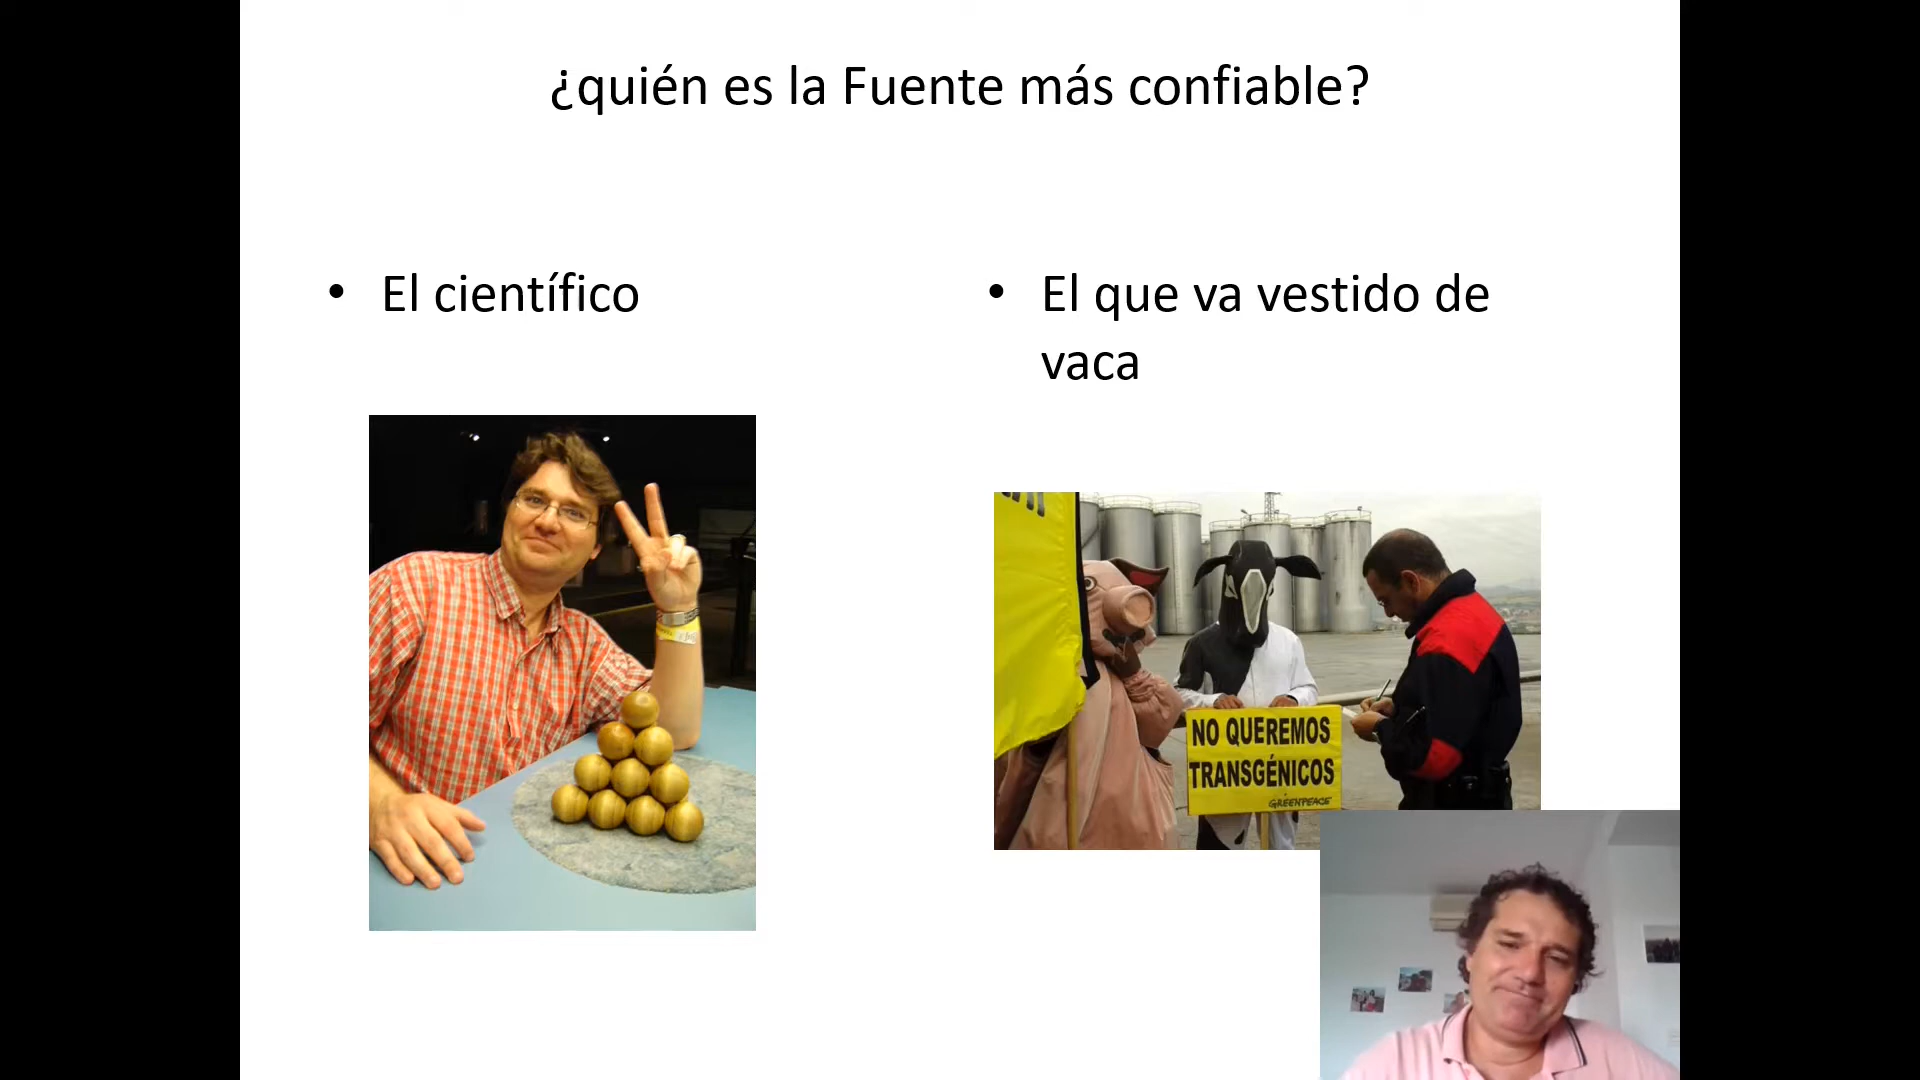 ¿quién es la Fuente más confiable?
• El científico
• El que va vestido de
vaca
NO QUEREMOS
TRANSGÉNICOS
GREENPEACE